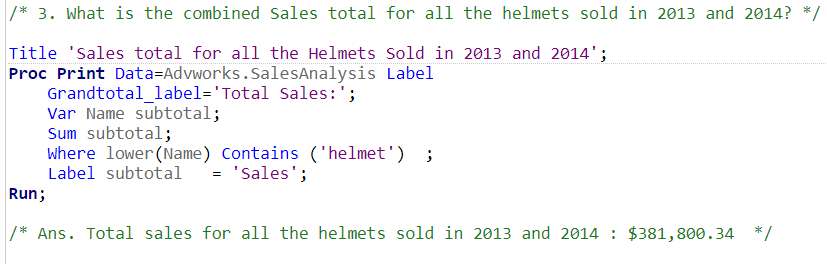 /* 3. What is the combined Sales total for all the helmets sold in 2013 and 2014? */
Title 'Sales total for all the Helmets Sold in 2013 and 2014';
Proc Print Data=Advworks.SalesAnalysis Label
Grandtotal_label='Total Sales:';
Var Name subtotal;
Sum subtotal;
Where lower(Name) Contains ('helmet')  ;
Label subtotal   = 'Sales';
Run;
/* Ans. Total sales for all the helmets sold in 2013 and 2014 : $381,800.34  */